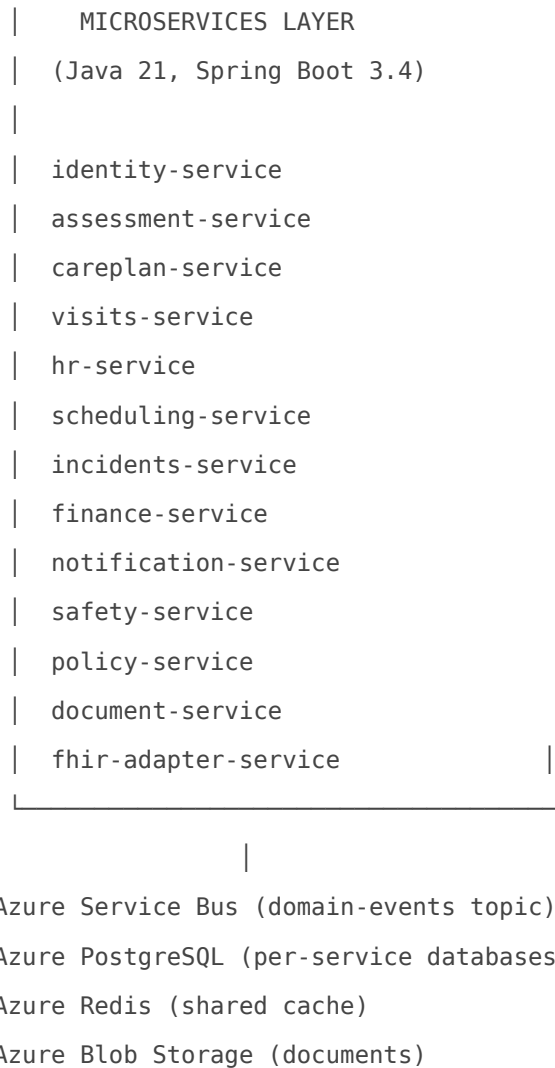 MICROSERVICES LAYER
(Java 21, Spring Boot 3.4)
identity-service
assessment-service
careplan-service
visits-service
hr-service
scheduling-service
incidents-service
finance-service
notification-service
safety-service
policy-service
document-service
fhir-adapter-service
Azure Service Bus (domain-events topic)
Azure PostgreSQL (per-service databases
Azure Redis (shared cache)
Azure Blob Storage (documents)